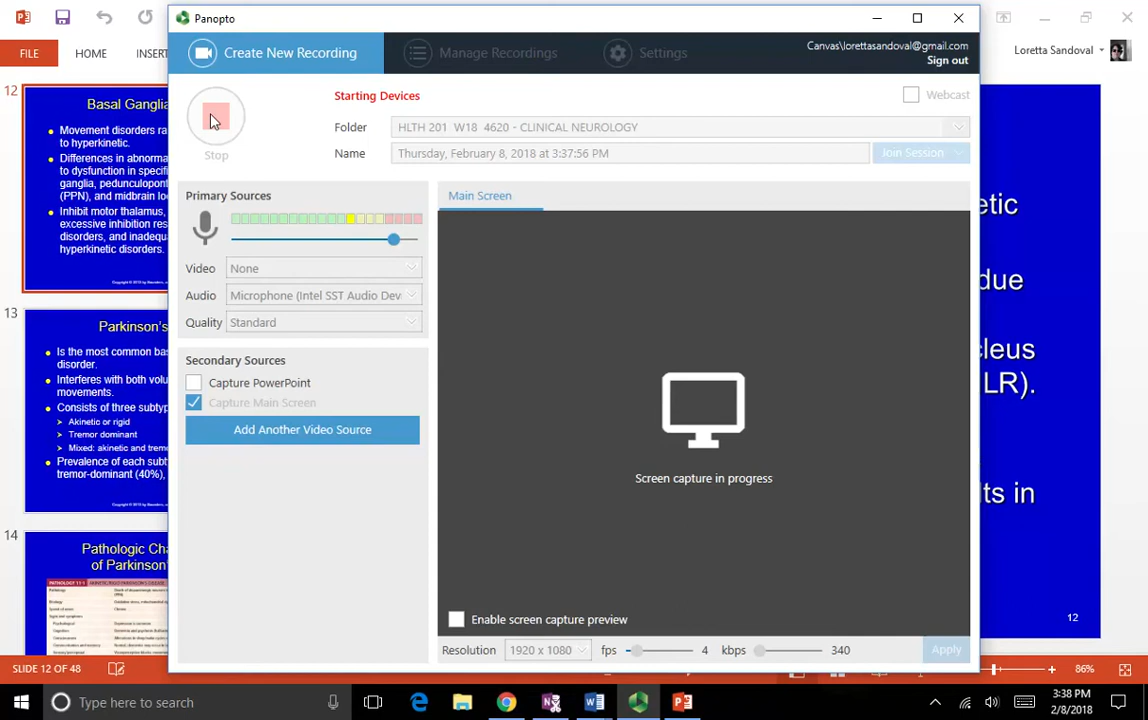 Panopto
Create New Recording
Manage Recordings
Settings
Canvas\lorettasandoval@gmail.com
Sign out
FILE
HOME
INSERT
Loretta Sandoval
Starting Devices
Webcast
Folder
HLTH 201 W18 4620 - CLINICAL NEUROLOGY
Name
Thursday, February 8, 2018 at 3:37:56 PM
Join Session
Stop
Primary Sources
Video
None
Audio
Microphone (Intel SST Audio Dev
Quality
Standard
Secondary Sources
Capture PowerPoint
Capture Main Screen
Add Another Video Source
Main Screen
Screen capture in progress
Enable screen capture preview
Resolution
1920 x 1080
fps
4
kbps
340
Apply
12
Basal Ganglia
Movement disorders ra
to hyperkinetic.
Differences in abnorma
to dysfunction in specif
ganglia, pedunculopont
(PPN), and midbrain loc
Inhibit motor thalamus,
excessive inhibition res
disorders, and inadequ
hyperkinetic disorders.
13
Parkinson's
Is the most common bas
disorder.
Interferes with both volu
movements.
Consists of three subtyp
Akinetic or rigid
Tremor dominant
Mixed: akinetic and tremo
Prevalence of each subt
tremor-dominant (40%),
14
Pathologic Cha
of Parkinson'
etic
due
cleus
LR).
lts in
12
SLIDE 12 OF 48
86%
Type here to search
3:38 PM
2/8/2018